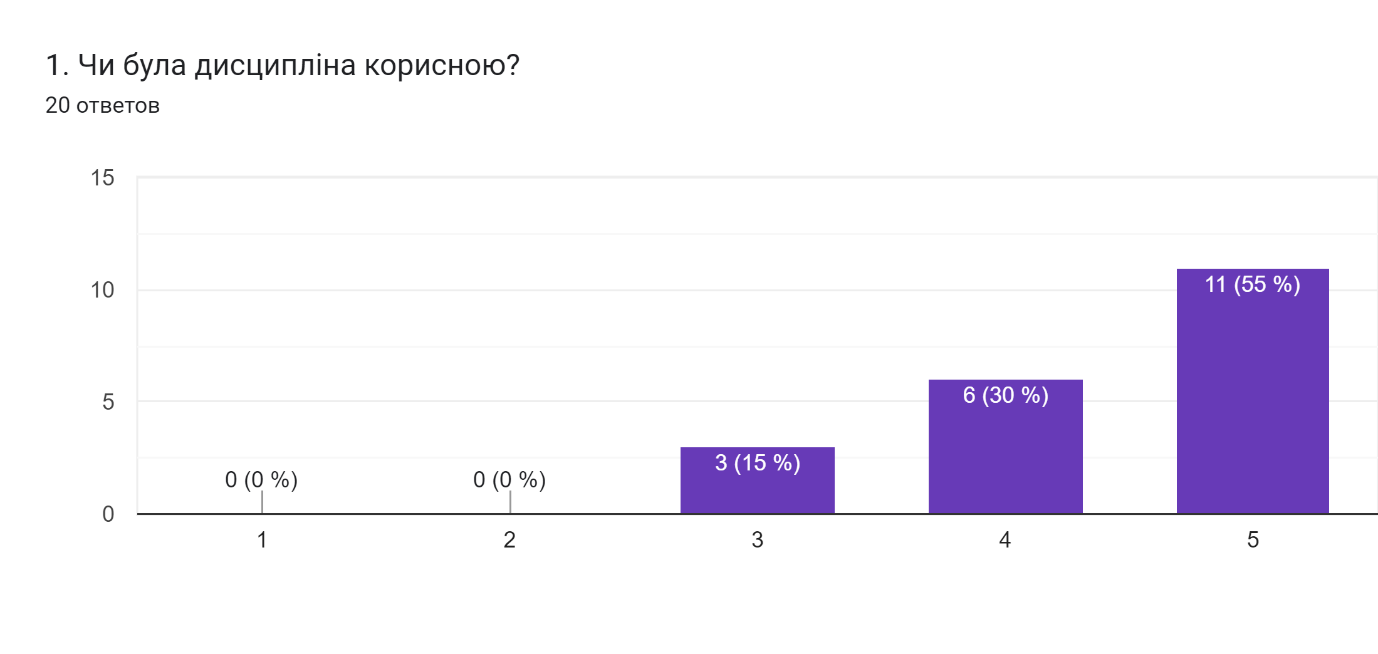 1. Чи була дисципліна корисною?
20 ответов
15
10
5
0
0 (0 %)
0 (0 %)
3 (15 %)
6 (30 %)
11 (55 %)
1
2
3
4
5